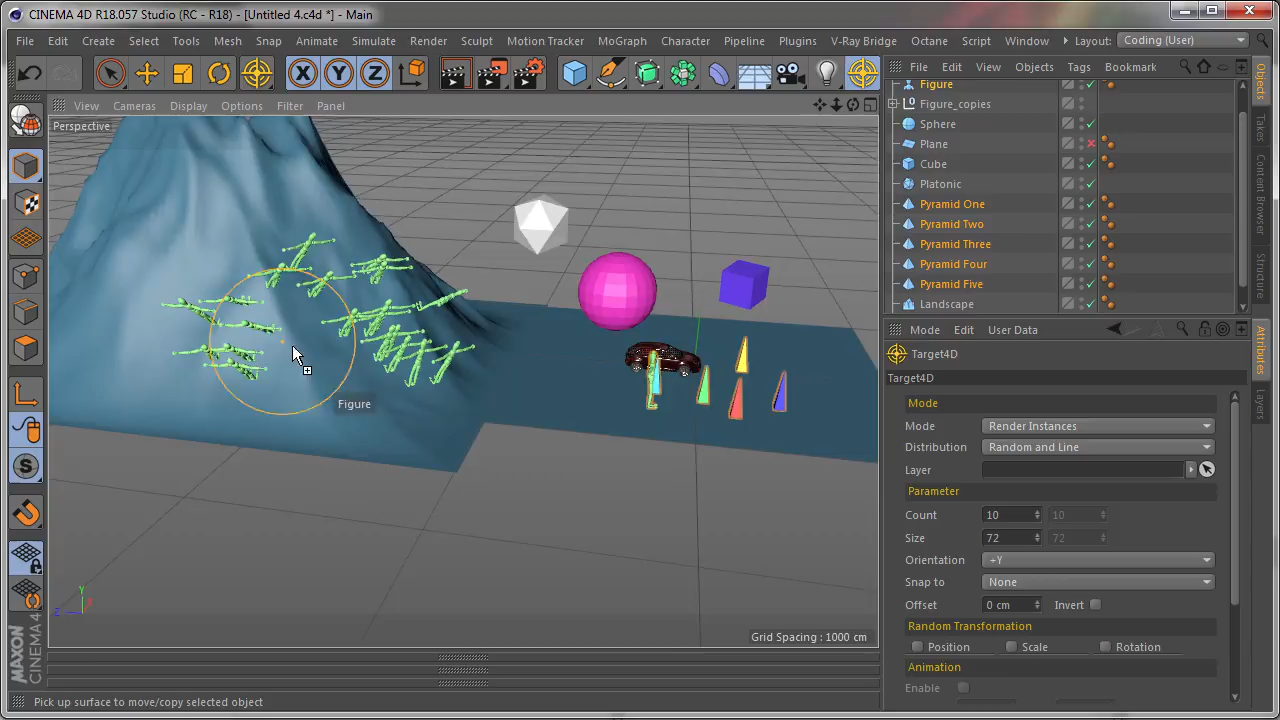 CINEMA 4D R18.057 Studio (RC - R18) - [Untitled 4.c4d *] - Main
File Edit Create Select Tools Mesh Snap Animate Simulate Render Sculpt Motion Tracker MoGraph Character Pipeline Plugins V-Ray Bridge Octane Script Window Layout: Coding (User)
X Y Z
File Edit View Objects Tags Bookmark
View Cameras Display Options Filter Panel
Perspective
Figure
Figure_copies
Sphere
Plane
Cube
Platonic
Pyramid One
Pyramid Two
Pyramid Three
Pyramid Four
Pyramid Five
Landscape
Objects
Takes
Content Browser
Structure
Figure
Mode Edit User Data
Target4D
Target4D
Mode
Mode Render Instances
Distribution Random and Line
Layer
Parameter
Count 10 10
Size 72 72
Orientation +Y
Snap to None
Offset 0 cm Invert
Random Transformation
Position Scale Rotation
Animation
Enable
Attributes
Layers
S
Y
X
Z
Grid Spacing : 1000 cm
MAXON
CINEMA 4
Pick up surface to move/copy selected object